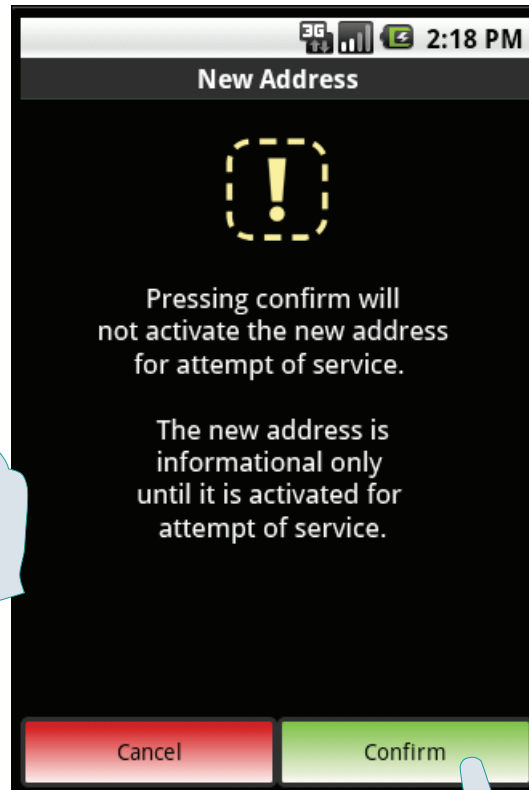 3G 2:18 PM
New Address
Pressing confirm will
not activate the new address
for attempt of service.
The new address is
informational only
until it is activated for
attempt of service.
Cancel Confirm